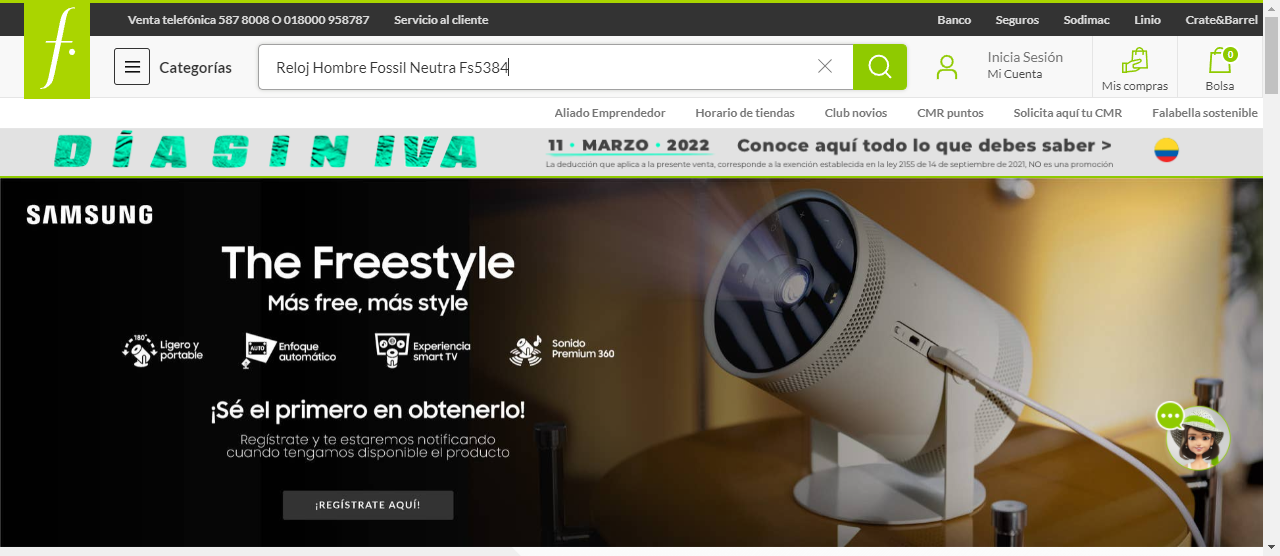 Venta telefónica 587 8008 O 018000 958787 Servicio al cliente Banco Seguros Sodimac Linio Crate&Barrel
f.
Categorías Reloj Hombre Fossil Neutra Fs5384 Inicia Sesión
Mi Cuenta
Mis compras
0
Bolsa
Aliado Emprendedor Horario de tiendas Club novios CMR puntos Solicita aquí tu CMR Falabella sostenible
DÍA SIN IVA 11 • MARZO • 2022 Conoce aquí todo lo que debes saber >
La deducción que aplica a la presente venta, corresponde a la exención establecida en la ley 2155 de 14 de septiembre de 2021, NO es una promoción
SAMSUNG
The Freestyle
Más free, más style
180°
Ligero y
portable
AUTO
Enfoque
automático
Experiencia
smart TV
Sonido
Premium 360
¡Sé el primero en obtenerlo!
Regístrate y te estaremos notificando
cuando tengamos disponible el producto
¡REGÍSTRATE AQUÍ!